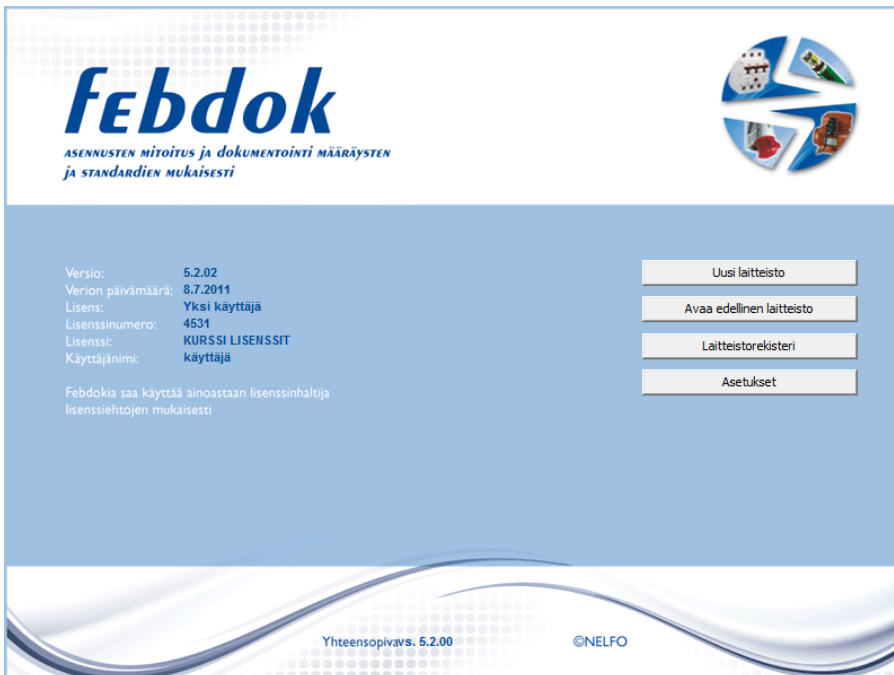 febdok
ASENNUSTEN MITOITUS JA DOKUMENTOINTI MÄÄRÄYSTEN
JA STANDARDIEN MUKAISESTI
Versio: 5.2.02
Verion päivämäärä: 8.7.2011
Lisens: Yksi käyttäjä
Lisenssinumero: 4531
Lisenssi: KURSSI LISENSSIT
Käyttäjänimi: käyttäjä
Febdokia saa käyttää ainoastaan lisenssinhaltija
lisenssiehtojen mukaisesti
Uusi laitteisto
Avaa edellinen laitteisto
Laitteistorekisteri
Asetukset
Yhteensopivavs. 5.2.00 ©NELFO